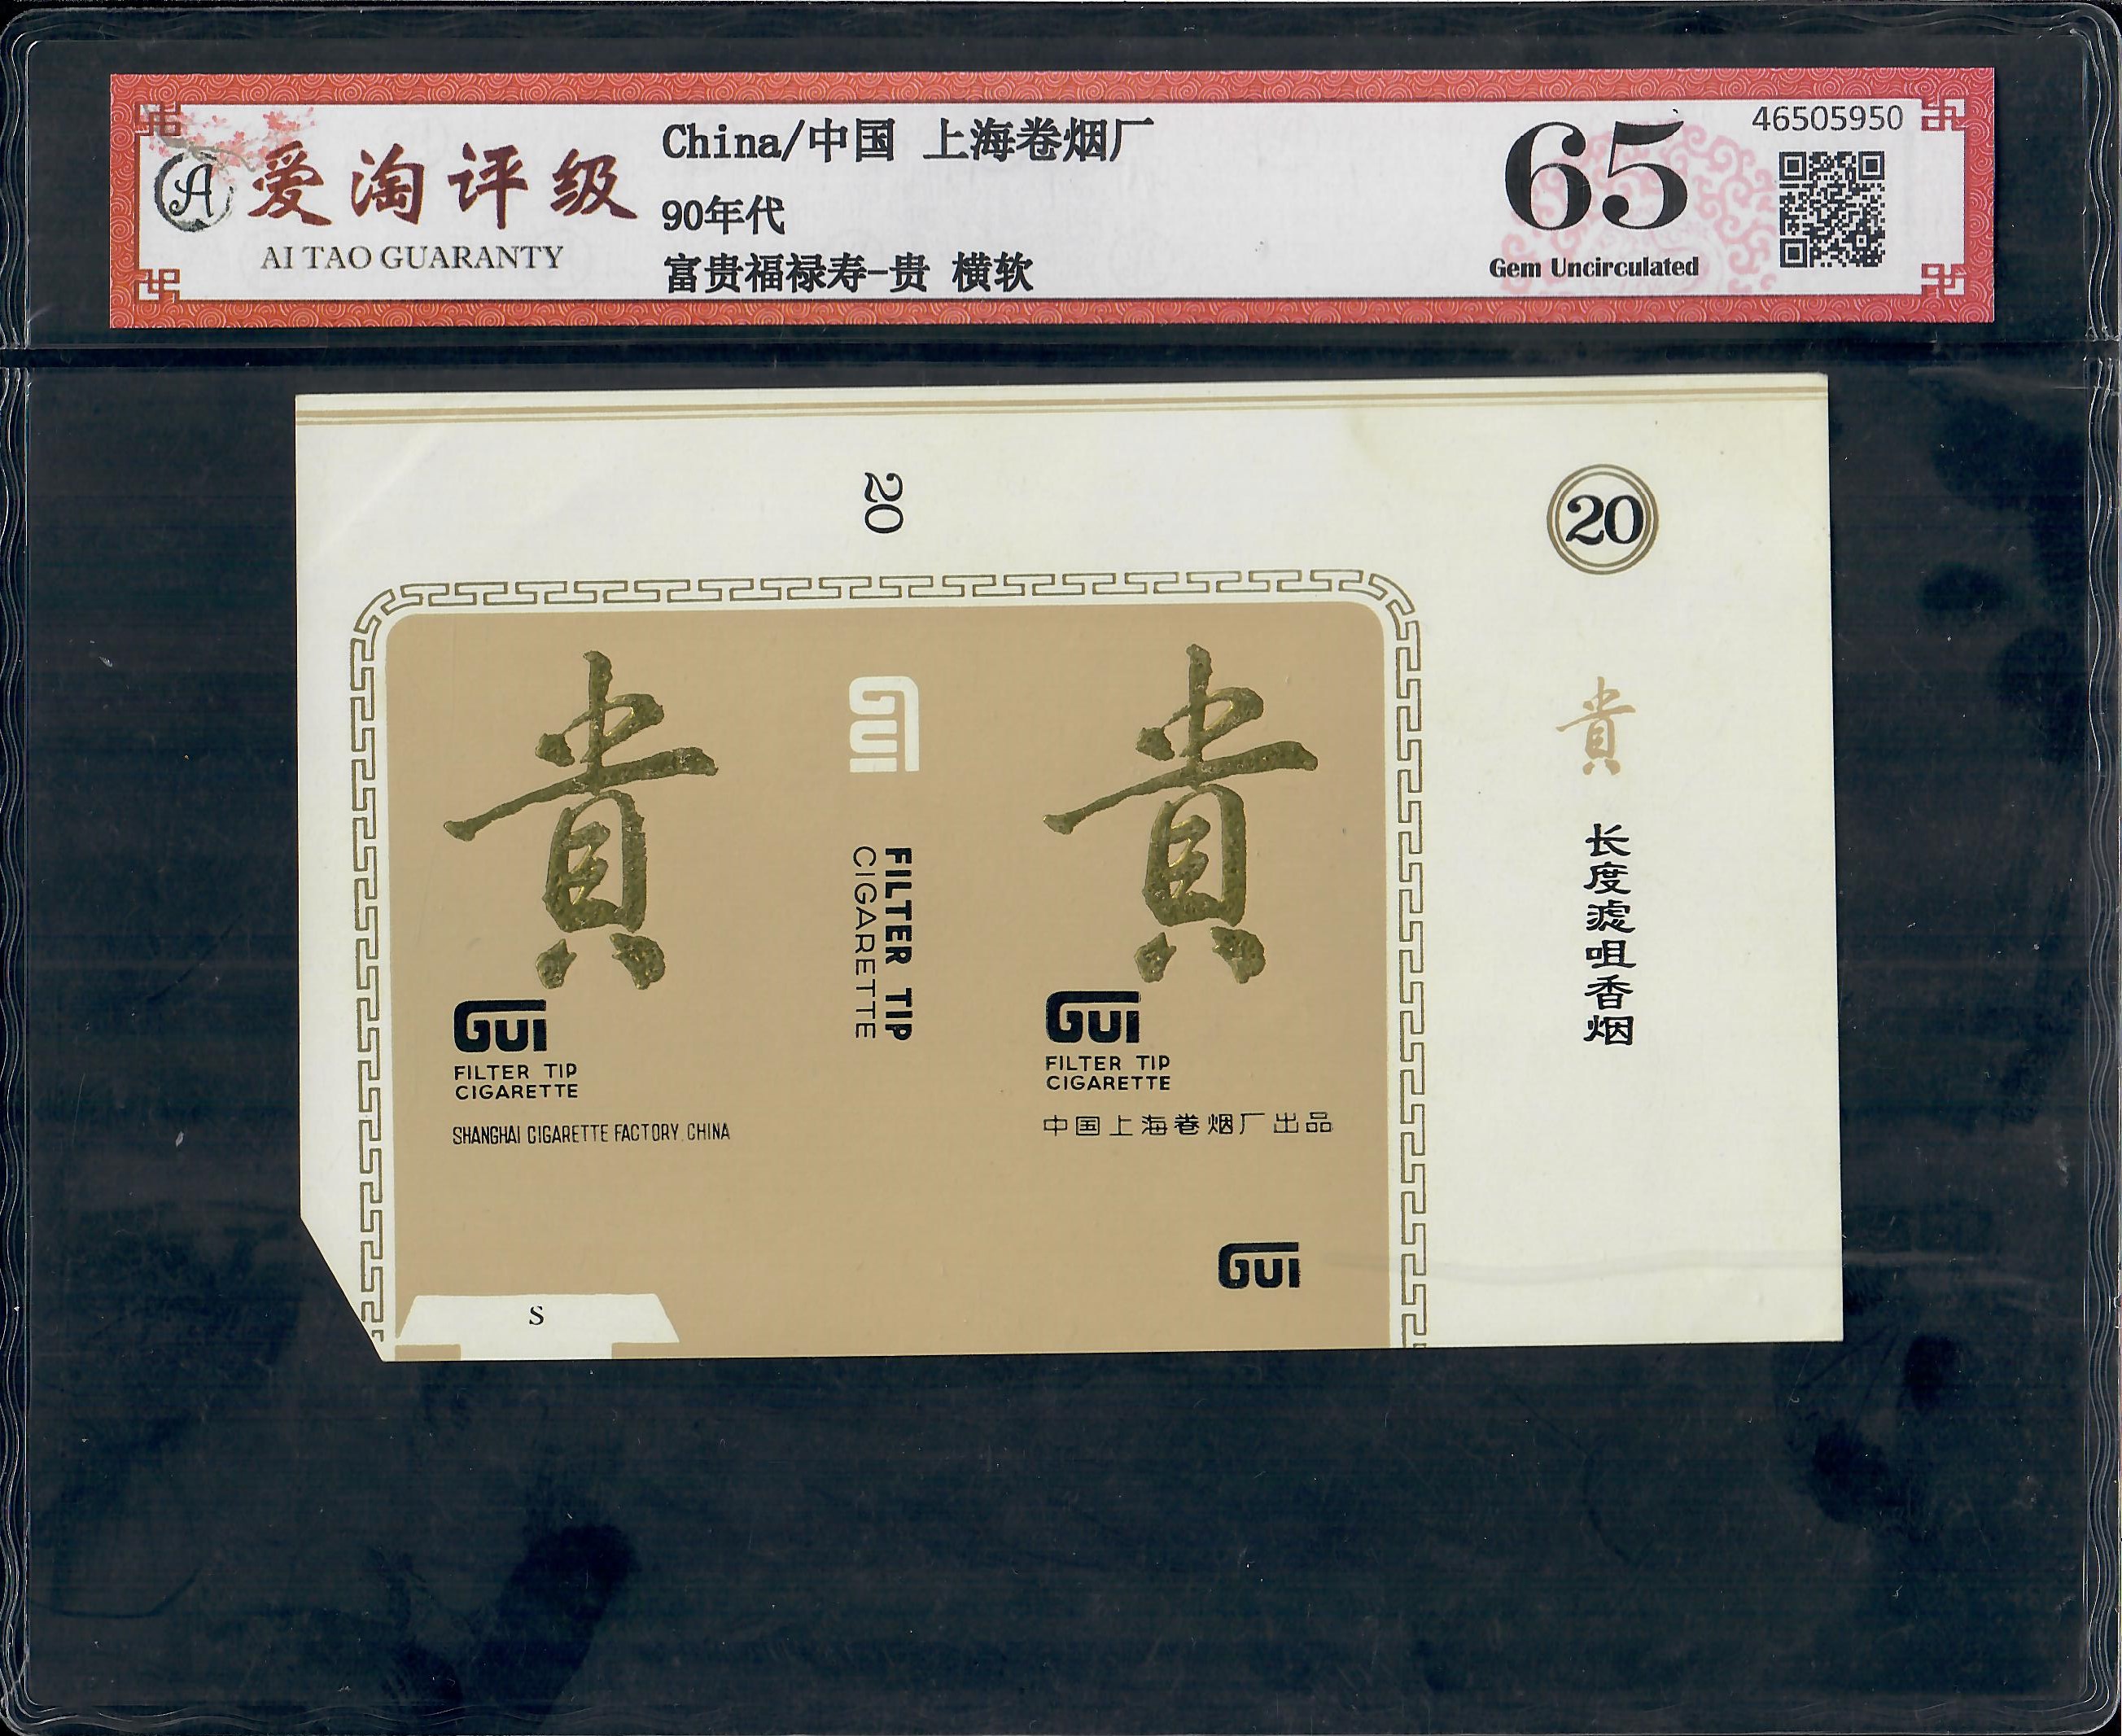 爱淘评级
AI TAO GUARANTY
China/中国 上海卷烟厂
90年代
富贵福禄寿-贵 横软
65
Gem Uncirculated
46505950
20
20
貴
GUI
FILTER TIP
CIGARETTE
SHANGHAI CIGARETTE FACTORY, CHINA
GUI
FILTER TIP
CIGARETTE
貴
GUI
FILTER TIP
CIGARETTE
中国上海卷烟厂出品
GUI
貴
长度滤咀香烟
S